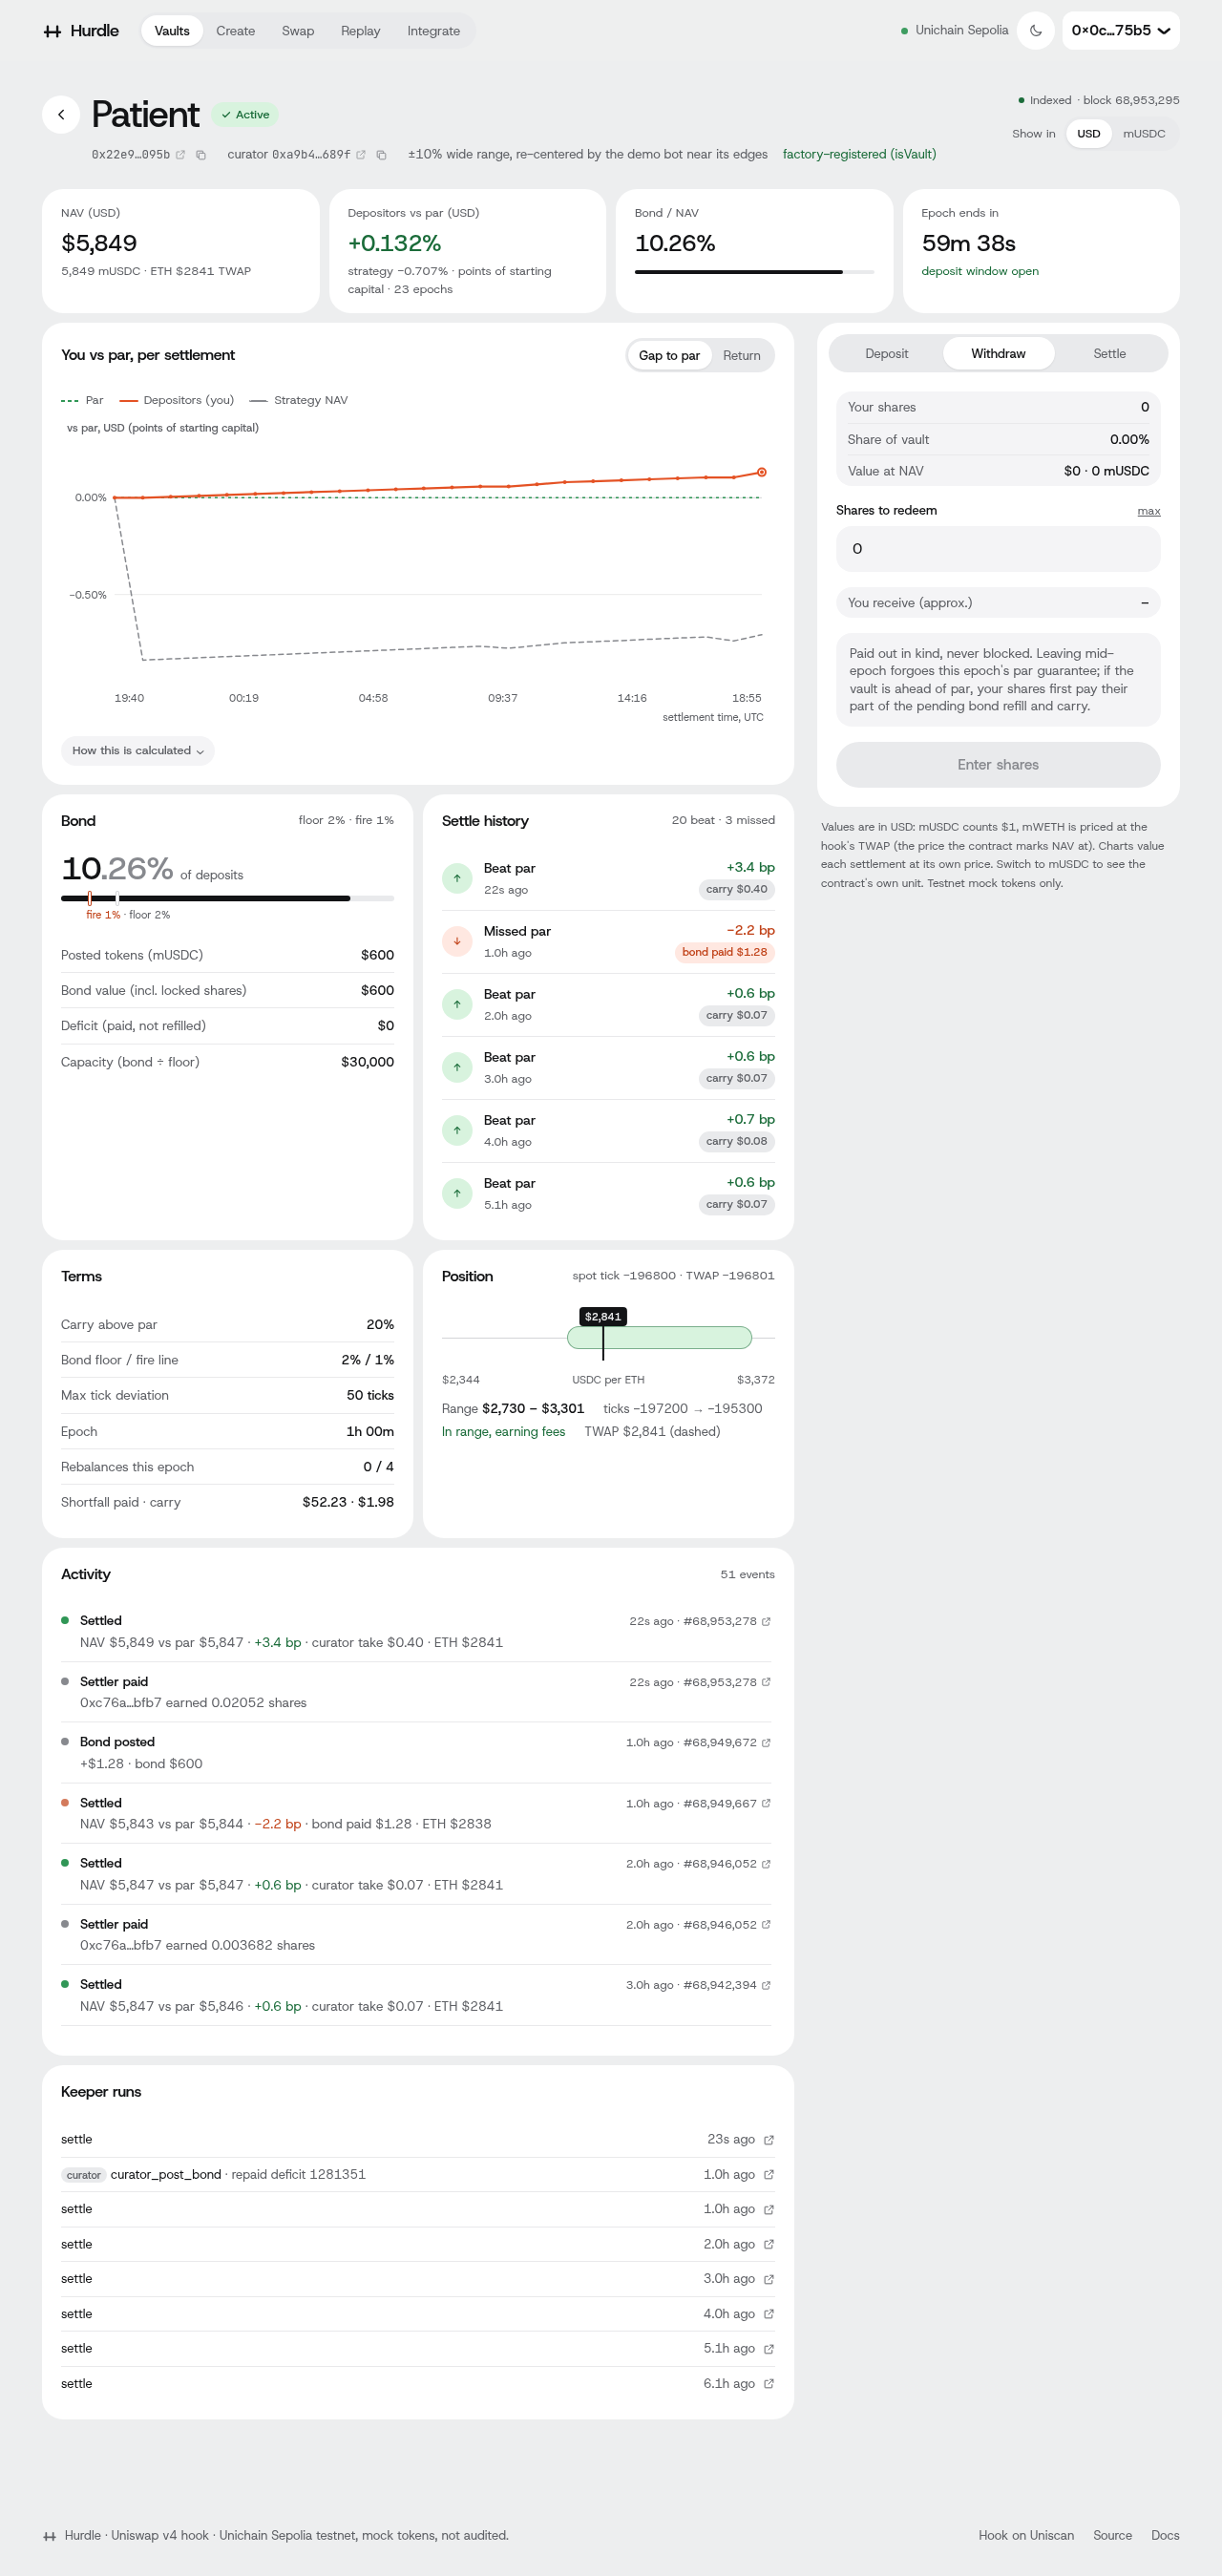 Hurdle
Vaults Create Swap Replay Integrate
Unichain Sepolia
0×0c…75b5
Patient
Active
Indexed · block 68,953,295
Show in USD mUSDC
0x22e9…095b curator 0xa9b4…689f ±10% wide range, re-centered by the demo bot near its edges factory-registered (isVault)
NAV (USD)
$5,849
5,849 mUSDC · ETH $2841 TWAP
Depositors vs par (USD)
+0.132%
strategy −0.707% · points of starting
capital · 23 epochs
Bond / NAV
10.26%
Epoch ends in
59m 38s
deposit window open
You vs par, per settlement
Gap to par Return
Par Depositors (you) Strategy NAV
vs par, USD (points of starting capital)
0.00%
−0.50%
19:40 00:19 04:58 09:37 14:16 18:55
settlement time, UTC
How this is calculated
Deposit Withdraw Settle
Your shares 0
Share of vault 0.00%
Value at NAV $0 · 0 mUSDC
Shares to redeem max
0
You receive (approx.) –
Paid out in kind, never blocked. Leaving mid-
epoch forgoes this epoch's par guarantee; if the
vault is ahead of par, your shares first pay their
part of the pending bond refill and carry.
Enter shares
Values are in USD: mUSDC counts $1, mWETH is priced at the
hook's TWAP (the price the contract marks NAV at). Charts value
each settlement at its own price. Switch to mUSDC to see the
contract's own unit. Testnet mock tokens only.
Bond floor 2% · fire 1%
10.26% of deposits
fire 1% · floor 2%
Posted tokens (mUSDC) $600
Bond value (incl. locked shares) $600
Deficit (paid, not refilled) $0
Capacity (bond ÷ floor) $30,000
Settle history 20 beat · 3 missed
Beat par +3.4 bp
22s ago carry $0.40
Missed par −2.2 bp
1.0h ago bond paid $1.28
Beat par +0.6 bp
2.0h ago carry $0.07
Beat par +0.6 bp
3.0h ago carry $0.07
Beat par +0.7 bp
4.0h ago carry $0.08
Beat par +0.6 bp
5.1h ago carry $0.07
Terms
Carry above par 20%
Bond floor / fire line 2% / 1%
Max tick deviation 50 ticks
Epoch 1h 00m
Rebalances this epoch 0 / 4
Shortfall paid · carry $52.23 · $1.98
Position spot tick −196800 · TWAP −196801
$2,841
$2,344 USDC per ETH $3,372
Range $2,730 – $3,301 ticks −197200 → −195300
In range, earning fees TWAP $2,841 (dashed)
Activity 51 events
Settled 22s ago · #68,953,278
NAV $5,849 vs par $5,847 · +3.4 bp · curator take $0.40 · ETH $2841
Settler paid 22s ago · #68,953,278
0xc76a…bfb7 earned 0.02052 shares
Bond posted 1.0h ago · #68,949,672
+$1.28 · bond $600
Settled 1.0h ago · #68,949,667
NAV $5,843 vs par $5,844 · −2.2 bp · bond paid $1.28 · ETH $2838
Settled 2.0h ago · #68,946,052
NAV $5,847 vs par $5,847 · +0.6 bp · curator take $0.07 · ETH $2841
Settler paid 2.0h ago · #68,946,052
0xc76a…bfb7 earned 0.003682 shares
Settled 3.0h ago · #68,942,394
NAV $5,847 vs par $5,846 · +0.6 bp · curator take $0.07 · ETH $2841
Keeper runs
settle 23s ago
curator curator_post_bond · repaid deficit 1281351 1.0h ago
settle 1.0h ago
settle 2.0h ago
settle 3.0h ago
settle 4.0h ago
settle 5.1h ago
settle 6.1h ago
Hurdle · Uniswap v4 hook · Unichain Sepolia testnet, mock tokens, not audited.
Hook on Uniscan Source Docs